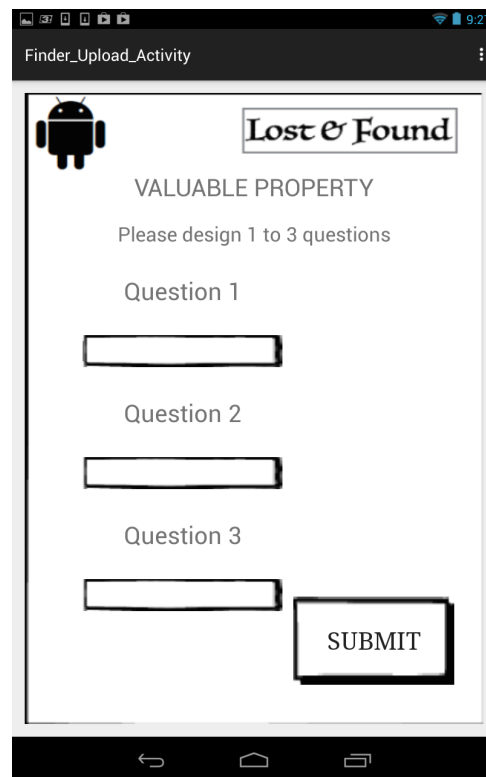 9:27
Finder_Upload_Activity
Lost & Found
VALUABLE PROPERTY
Please design 1 to 3 questions
Question 1
Question 2
Question 3
SUBMIT